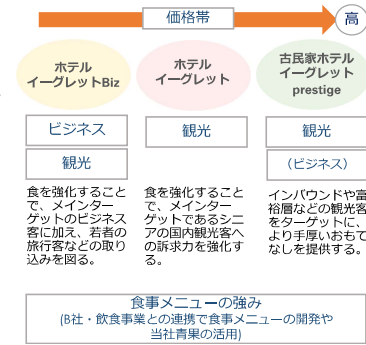 価格帯
高
ホテル
イーグレットBiz
ホテル
イーグレット
古民家ホテル
イーグレット
prestige
ビジネス
観光
観光
観光
（ビジネス）
食を強化すること
で、メインター
ゲットのビジネス
客に加え、若者の
旅行客などの取り
込みを図る。
食を強化すること
で、メインター
ゲットであるシニ
アの国内観光客へ
の訴求力を強化す
る。
インバウンドや富
裕層などの観光客
をターゲットに、
より手厚いおもて
なしを提供する。
食事メニューの強み
(B社・飲食事業との連携で食事メニューの開発や
当社青果の活用)